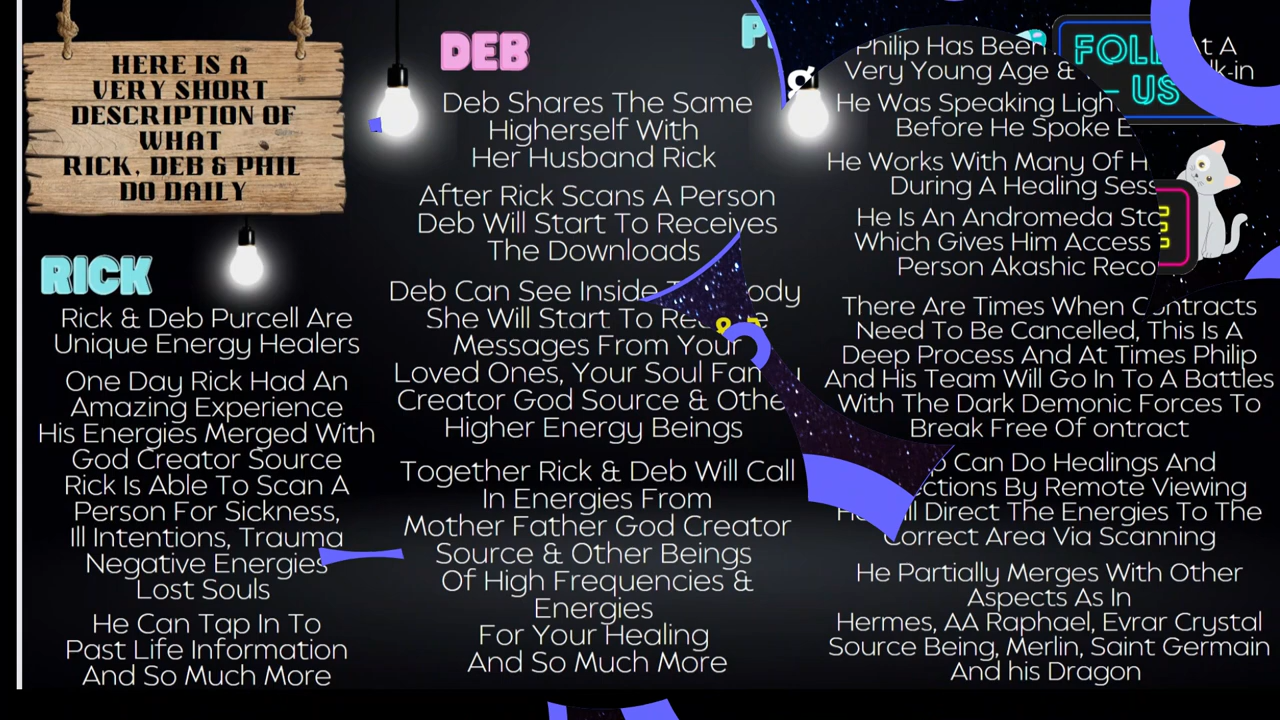 HERE IS A
VERY SHORT
DESCRIPTION OF
WHAT
RICK, DEB & PHIL
DO DAILY
RICK
Rick & Deb Purcell Are
Unique Energy Healers
One Day Rick Had An
Amazing Experience
His Energies Merged With
God Creator Source
Rick Is Able To Scan A
Person For Sickness,
Ill Intentions, Trauma
Negative Energies
Lost Souls
He Can Tap In To
Past Life Information
And So Much More
DEB
Deb Shares The Same
Higherself With
Her Husband Rick
After Rick Scans A Person
Deb Will Start To Receives
The Downloads
Deb Can See Inside
She Will Start To
Messages From Your
Loved Ones, Your Soul
Creator God Source &
Higher Energy Beings
Together Rick & Deb Will Call
In Energies From
Mother Father God Creator
Source & Other Beings
Of High Frequencies &
Energies
For Your Healing
And So Much More
Philip Has Been At A
Very Young Age &
He Was Speaking
Before He Spoke
He Works With Many Of
During A Healing
He Is An Andromeda
Which Gives Him Access
Person Akashic
There Are Times When
Need To Be Cancelled, This Is A
Deep Process And At Times Philip
And His Team Will Go In To A Battles
With The Dark Demonic Forces To
Break Free Of ontract
Can Do Healings And
By Remote Viewing
Direct The Energies To The
Correct Area Via Scanning
He Partially Merges With Other
Aspects As In
Hermes, AA Raphael, Evrar Crystal
Source Being, Merlin, Saint Germain
And his Dragon
US